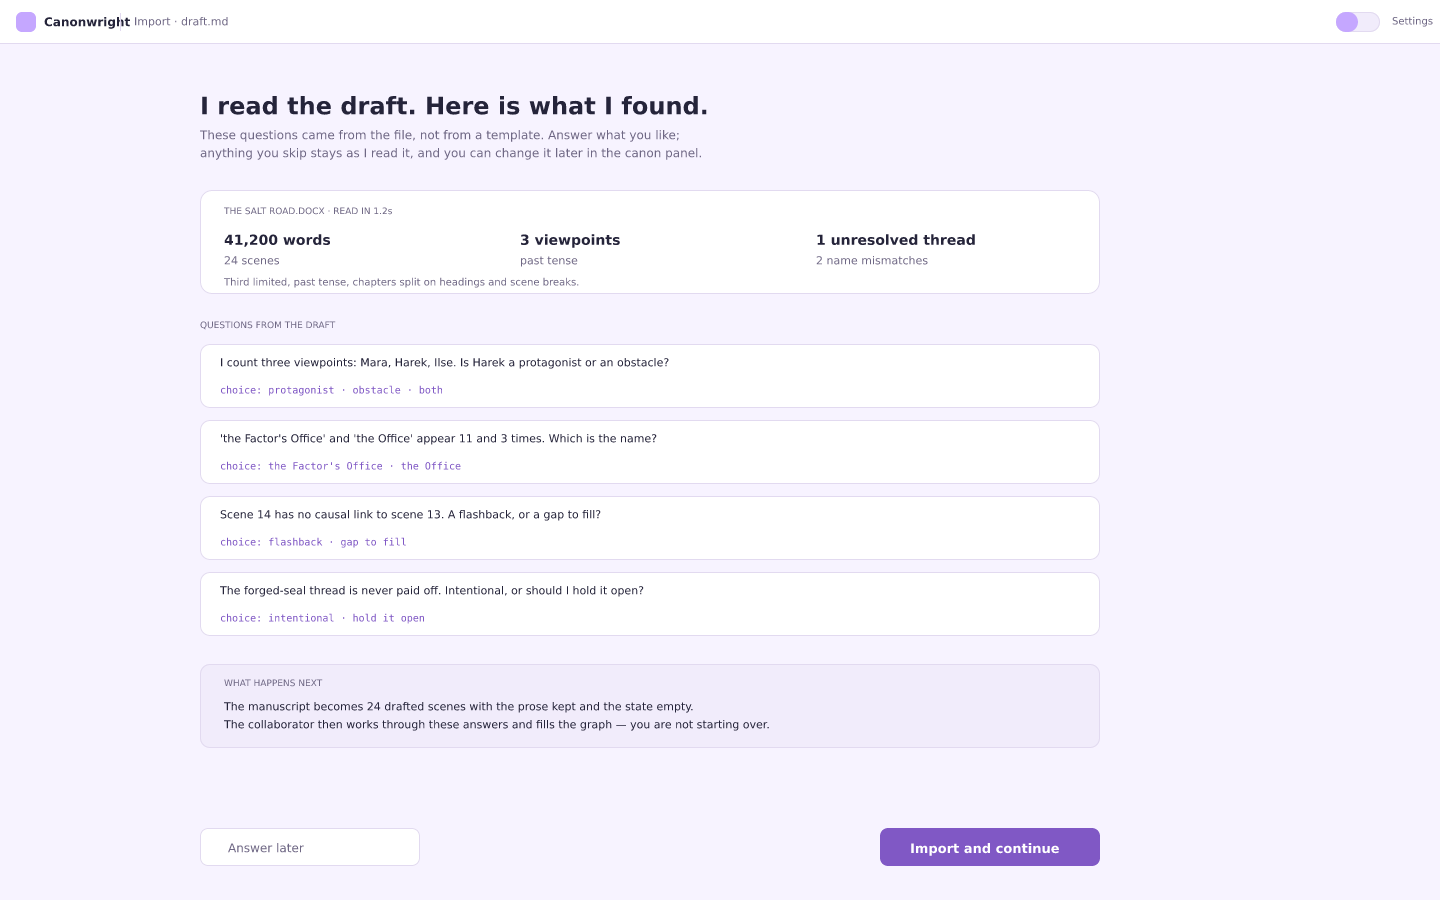 Canonwright Import · draft.md
Settings
I read the draft. Here is what I found.
These questions came from the file, not from a template. Answer what you like;
anything you skip stays as I read it, and you can change it later in the canon panel.
THE SALT ROAD.DOCX · READ IN 1.2s
41,200 words
3 viewpoints
1 unresolved thread
24 scenes
past tense
2 name mismatches
Third limited, past tense, chapters split on headings and scene breaks.
QUESTIONS FROM THE DRAFT
I count three viewpoints: Mara, Harek, Ilse. Is Harek a protagonist or an obstacle?
choice: protagonist · obstacle · both
'the Factor's Office' and 'the Office' appear 11 and 3 times. Which is the name?
choice: the Factor's Office · the Office
Scene 14 has no causal link to scene 13. A flashback, or a gap to fill?
choice: flashback · gap to fill
The forged-seal thread is never paid off. Intentional, or should I hold it open?
choice: intentional · hold it open
WHAT HAPPENS NEXT
The manuscript becomes 24 drafted scenes with the prose kept and the state empty.
The collaborator then works through these answers and fills the graph — you are not starting over.
Answer later
Import and continue